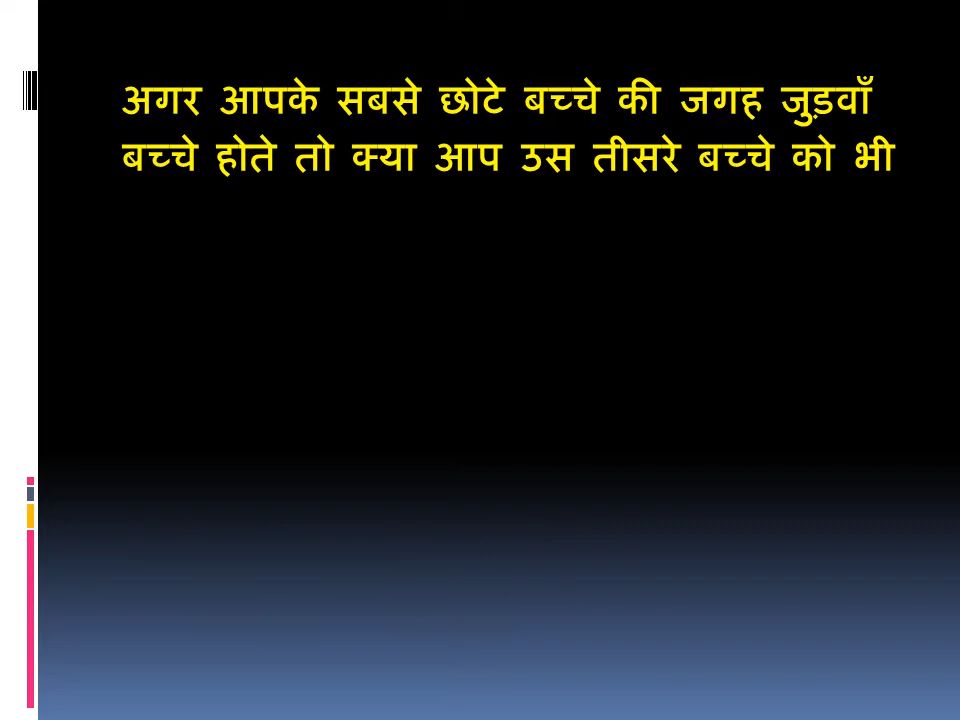 अगर आपके सबसे छोटे बच्चे की जगह जुड़वाँ
बच्चे होते तो क्या आप उस तीसरे बच्चे को भी